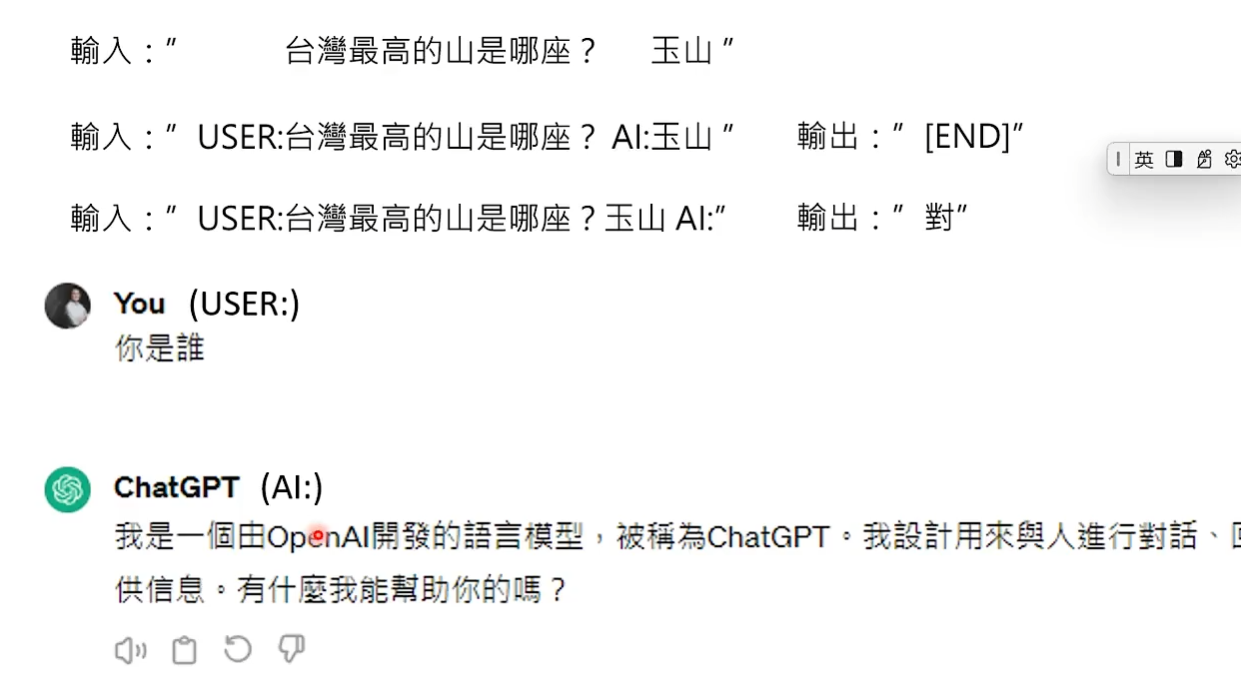 輸入：” 台灣最高的山是哪座？ 玉山 ”
輸入：” USER:台灣最高的山是哪座？ AI:玉山 ” 輸出：” [END]”
英
輸入：” USER:台灣最高的山是哪座？玉山 AI:” 輸出：” 對”
You (USER:)
你是誰
ChatGPT (AI:)
我是一個由OpenAI開發的語言模型，被稱為ChatGPT。我設計用來與人進行對話、
供信息。有什麼我能幫助你的嗎？